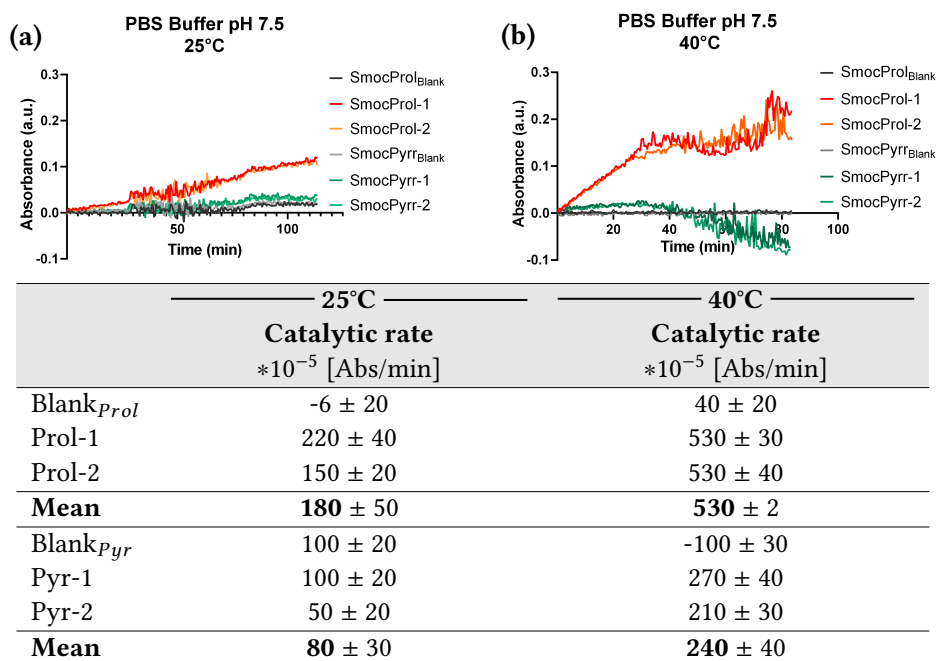 (a)
PBS Buffer pH 7.5
25°C
Absorbance (a.u.)
0.3
0.2
0.1
0.0
-0.1
50
100
Time (min)
SmocProlBlank
SmocProl-1
SmocProl-2
SmocPyrrBlank
SmocPyrr-1
SmocPyrr-2
(b)
PBS Buffer pH 7.5
40°C
Absorbance (a.u.)
0.3
0.2
0.1
0.0
-0.1
20
40
60
80
100
Time (min)
SmocProlBlank
SmocProl-1
SmocProl-2
SmocPyrrBlank
SmocPyrr-1
SmocPyrr-2
25°C 40°C
Catalytic rate Catalytic rate
*10−5 [Abs/min] *10−5 [Abs/min]
BlankProl -6 ± 20 40 ± 20
Prol-1 220 ± 40 530 ± 30
Prol-2 150 ± 20 530 ± 40
Mean 180 ± 50 530 ± 2
BlankPyr 100 ± 20 -100 ± 30
Pyr-1 100 ± 20 270 ± 40
Pyr-2 50 ± 20 210 ± 30
Mean 80 ± 30 240 ± 40